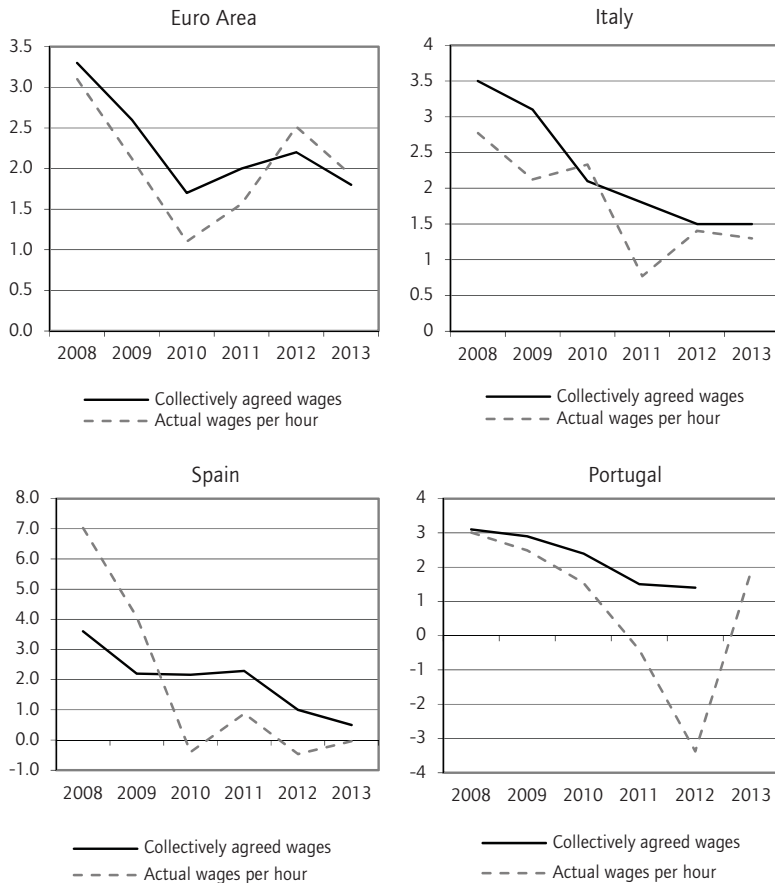 Euro Area
3.5
3.0
2.5
2.0
1.5
1.0
0.5
0.0
2008 2009 2010 2011 2012 2013
Collectively agreed wages
Actual wages per hour
Italy
4
3.5
3
2.5
2
1.5
1
0.5
0
2008 2009 2010 2011 2012 2013
Collectively agreed wages
Actual wages per hour
Spain
8.0
7.0
6.0
5.0
4.0
3.0
2.0
1.0
0.0
-1.0
2008 2009 2010 2011 2012 2013
Collectively agreed wages
Actual wages per hour
Portugal
4
3
2
1
0
-1
-2
-3
-4
2008 2009 2010 2011 2012 2013
Collectively agreed wages
Actual wages per hour